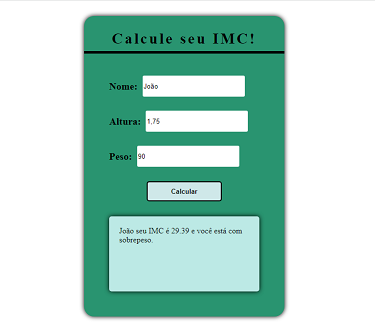 Calcule seu IMC!
Nome: João
Altura: 1,75
Peso: 90
Calcular
João seu IMC é 29.39 e você está com
sobrepeso.